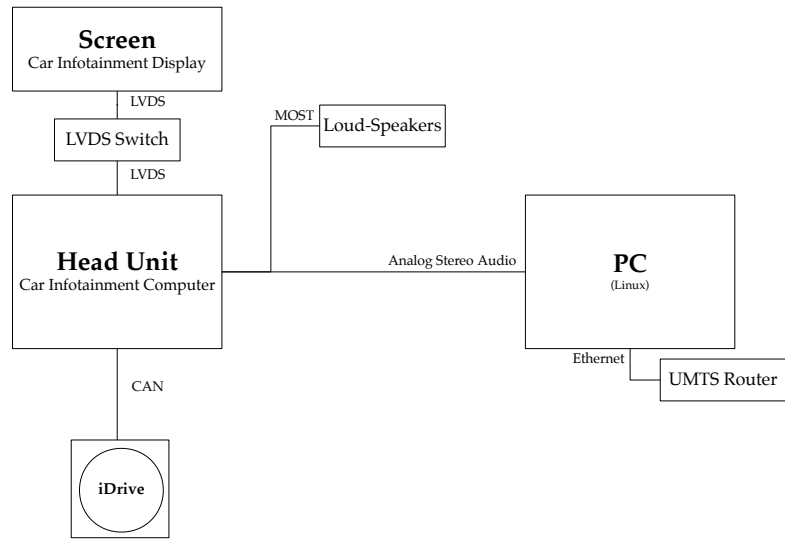 Screen
Car Infotainment Display
LVDS
LVDS Switch
LVDS
MOST
Loud-Speakers
Head Unit
Car Infotainment Computer
Analog Stereo Audio
PC
(Linux)
Ethernet
UMTS Router
CAN
iDrive